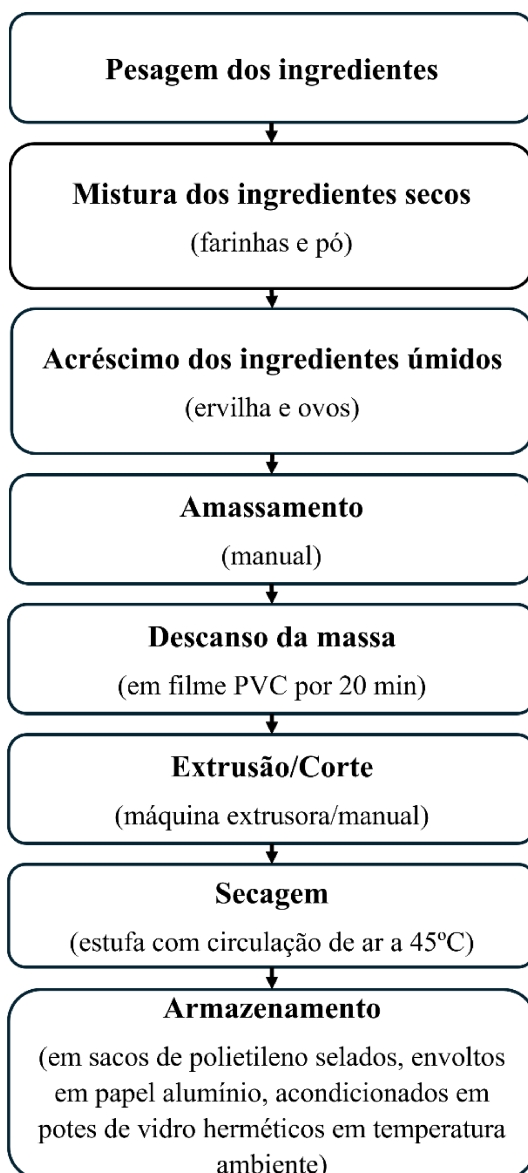 Pesagem dos ingredientes
Mistura dos ingredientes secos
(farinhas e pó)
Acréscimo dos ingredientes úmidos
(ervilha e ovos)
Amassamento
(manual)
Descanso da massa
(em filme PVC por 20 min)
Extrusão/Corte
(máquina extrusora/manual)
Secagem
(estufa com circulação de ar a 45ºC)
Armazenamento
(em sacos de polietileno selados, envoltos
em papel alumínio, acondicionados em
potes de vidro herméticos em temperatura
ambiente)